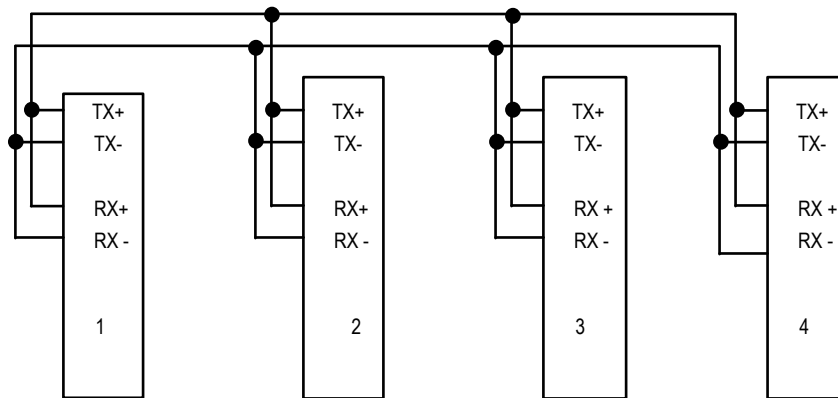 TX+ TX+ TX+ TX+
TX- TX- TX- TX-
RX+ RX+ RX + RX +
RX - RX - RX - RX -
1 2 3 4